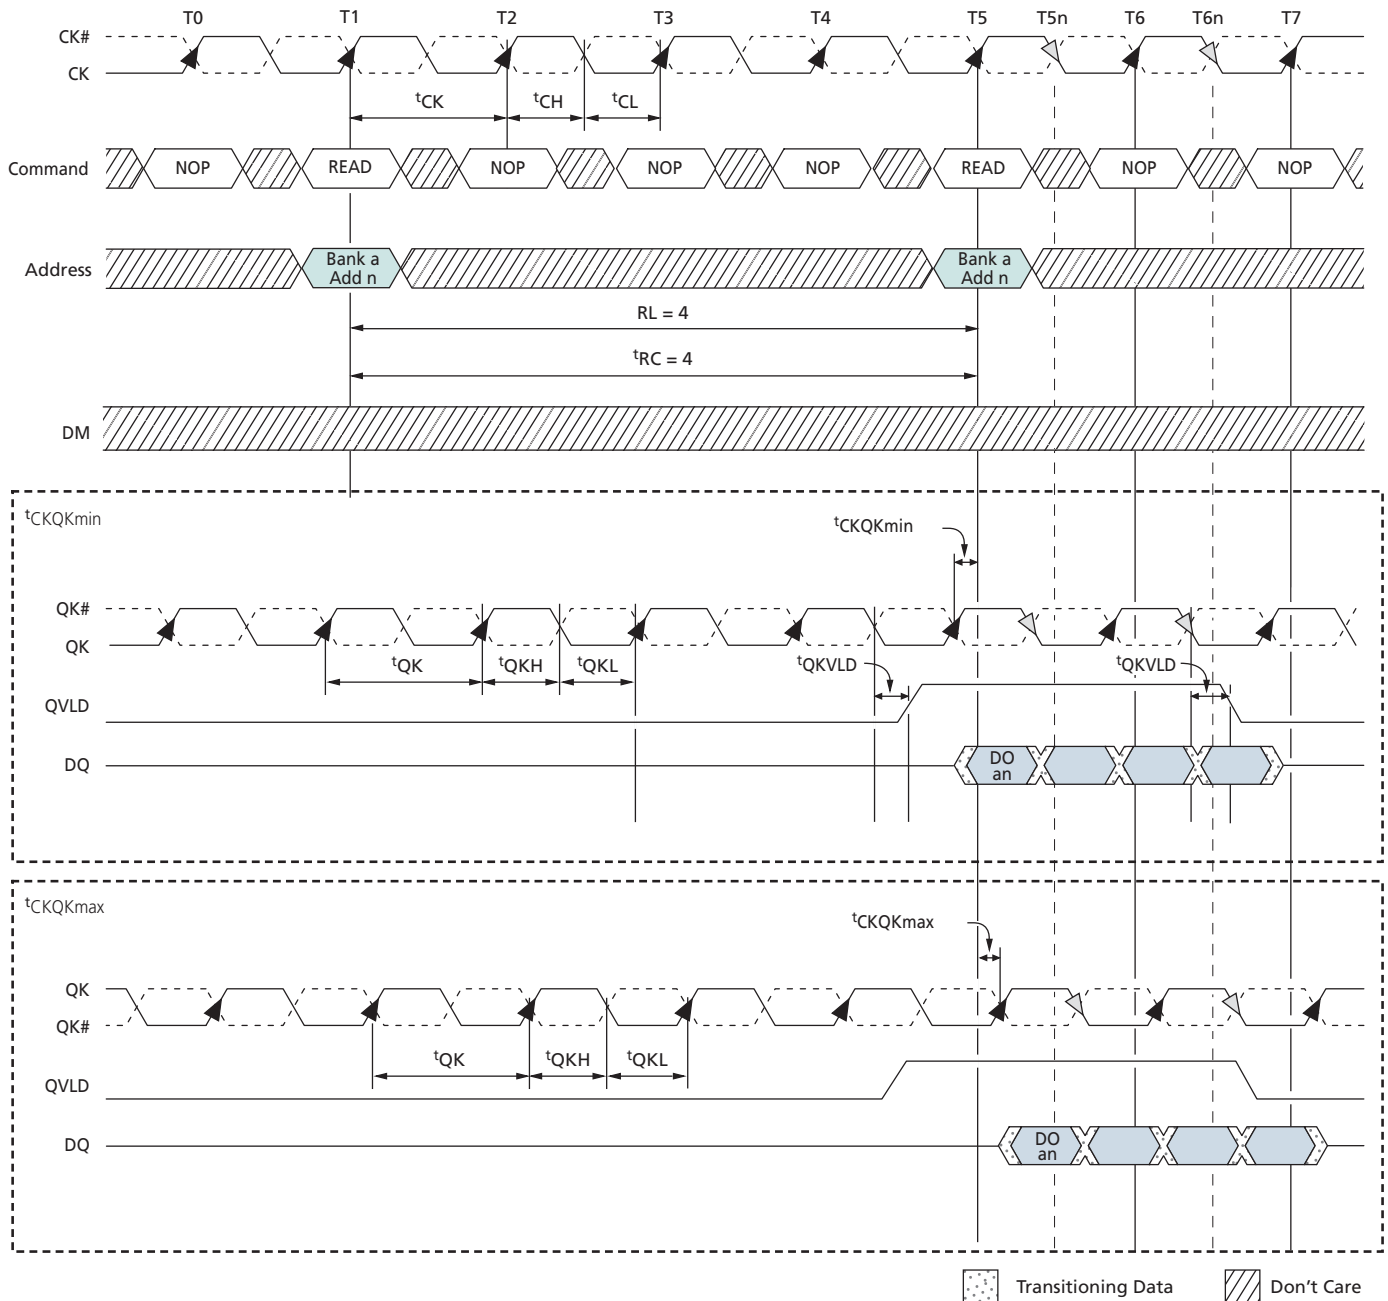 T0 T1 T2 T3 T4 T5 T5n T6 T6n T7
CK#
CK
tCK tCH tCL
Command NOP READ NOP NOP NOP READ NOP NOP
Address Bank a Bank a
Add n Add n
RL = 4
tRC = 4
DM
tCKQKmin
tCKQKmin
QK#
QK
tQK tQKH tQKL tQKVLD tQKVLD
QVLD
DQ DO
an
tCKQKmax
tCKQKmax
QK
QK#
tQK tQKH tQKL
QVLD
DQ DO
an
Transitioning Data Don't Care